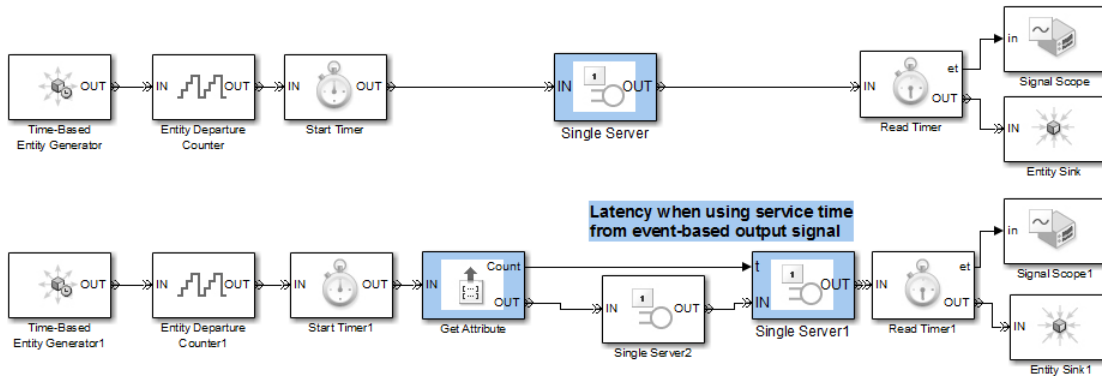 in
Signal Scope
OUT
Time-Based
Entity Generator
IN
OUT
Entity Departure
Counter
IN
OUT
Start Timer
IN
1
OUT
Single Server
IN
et
OUT
Read Timer
IN
Entity Sink
Latency when using service time
from event-based output signal
in
Signal Scope1
OUT
Time-Based
Entity Generator1
IN
OUT
Entity Departure
Counter1
IN
OUT
Start Timer1
IN
[...]
Count
OUT
Get Attribute
IN
1
OUT
Single Server2
t
IN
1
OUT
Single Server1
IN
et
OUT
Read Timer1
IN
Entity Sink1